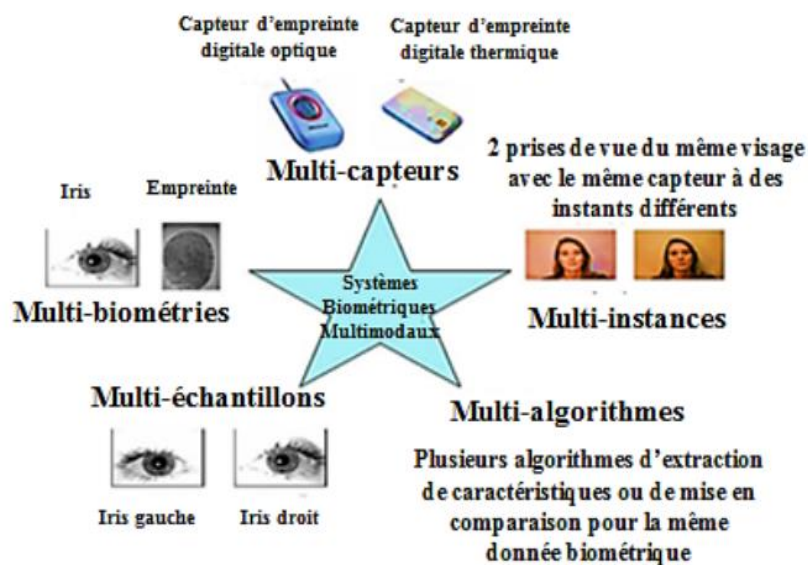 Capteur d'empreinte
digitale optique
Capteur d'empreinte
digitale thermique
Multi-capteurs
2 prises de vue du même visage
avec le même capteur à des
instants différents
Multi-instances
Iris
Empreinte
Multi-biométries
Systèmes
Biométriques
Multimodaux
Multi-échantillons
Iris gauche
Iris droit
Multi-algorithmes
Plusieurs algorithmes d'extraction
de caractéristiques ou de mise en
comparaison pour la même
donnée biométrique